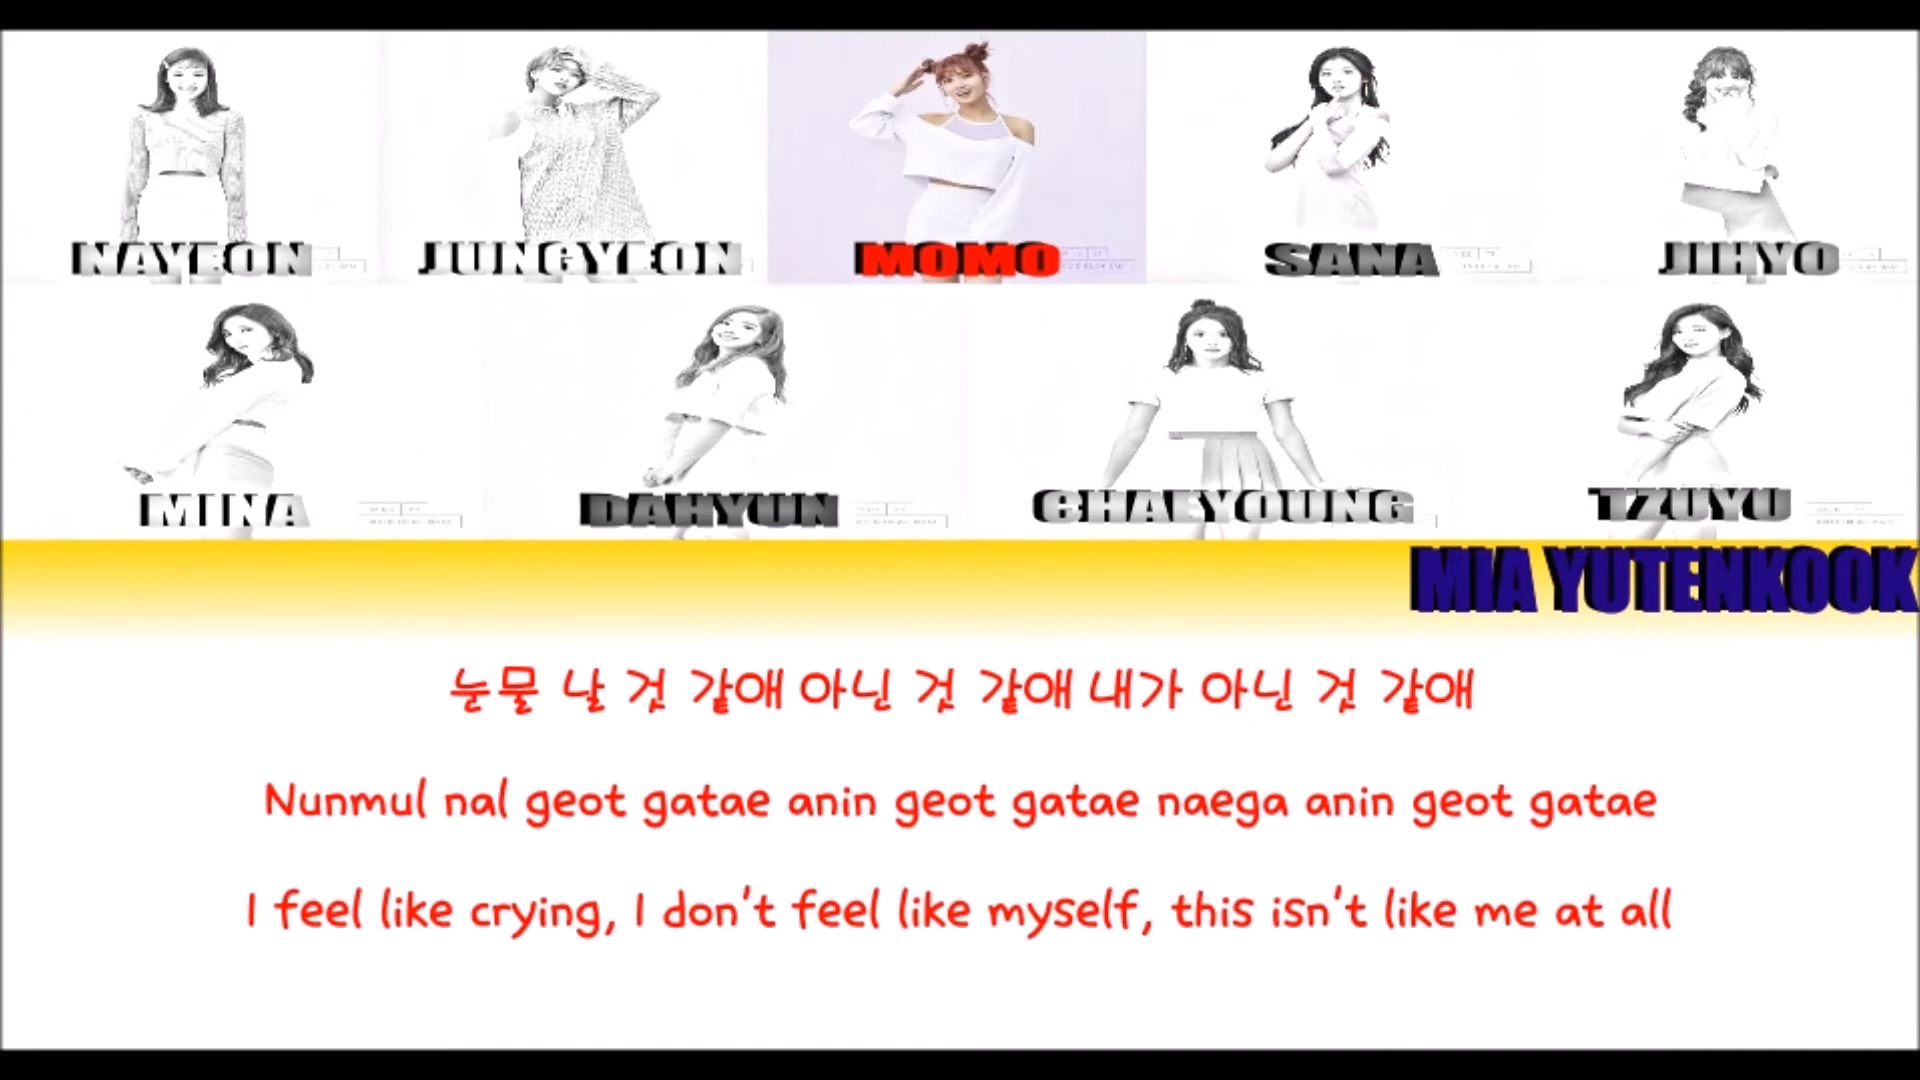 NAYEON JUNGYEON MOMO SANA JIHYO
MINA DAHYUN CHAEYOUNG TZUYU
MIA YUTENKOOK
눈물 날 것 같애 아닌 것 같애 내가 아닌 것 같애
Nunmul nal geot gatae anin geot gatae naega anin geot gatae
I feel like crying, I don't feel like myself, this isn't like me at all